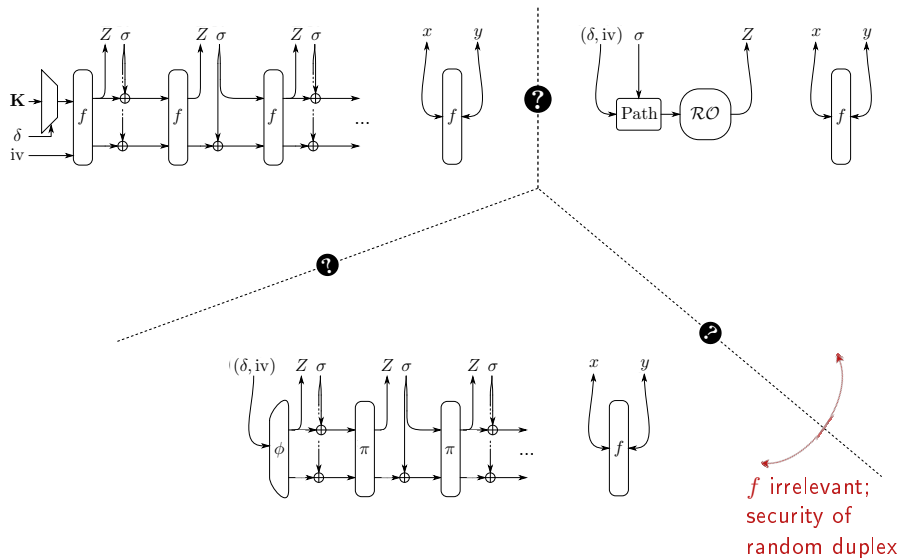 Z σ Z σ Z σ
K
δ
iv
f f f ...
x y
f
?
(δ, iv) σ Z
Path RO
x y
f
?
?
(δ, iv) Z σ Z σ Z σ
ϕ π π ...
x y
f
f irrelevant;
security of
random duplex